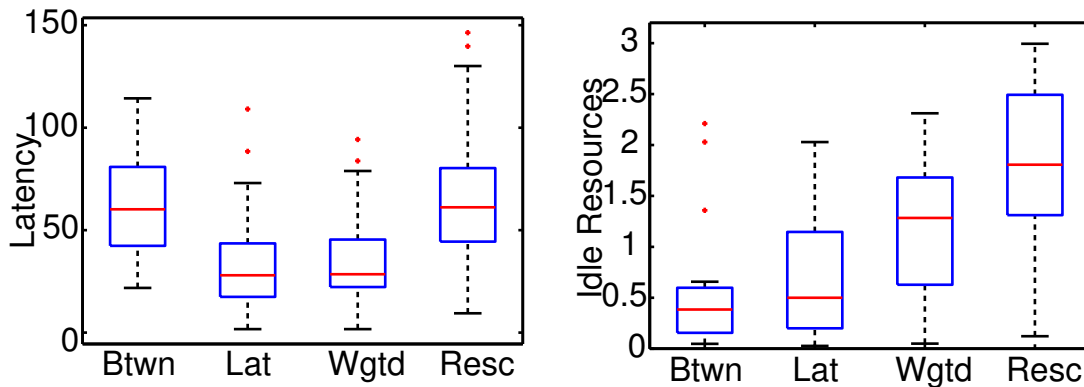 Latency
150
100
50
0
Btwn Lat Wgtd Resc
Idle Resources
3
2.5
2
1.5
1
0.5
0
Btwn Lat Wgtd Resc